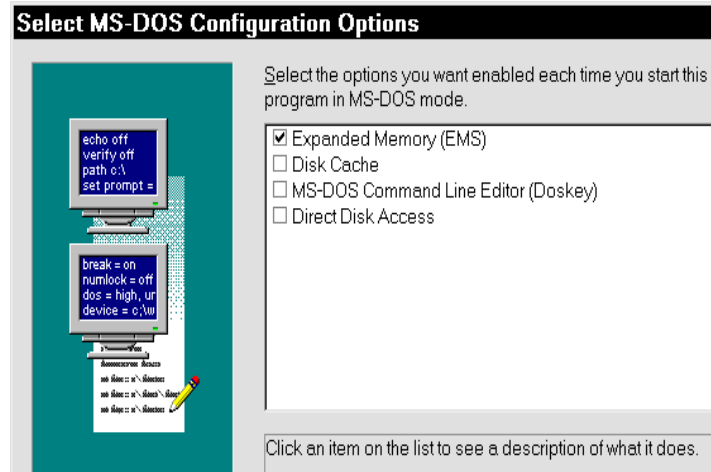 Select MS-DOS Configuration Options
Select the options you want enabled each time you start this
program in MS-DOS mode.
echo off
verify off
path c:\
set prompt =
break = on
numlock = off
dos = high, ur
device = c:\w
Expanded Memory (EMS)
Disk Cache
MS-DOS Command Line Editor (Doskey)
Direct Disk Access
Click an item on the list to see a description of what it does.